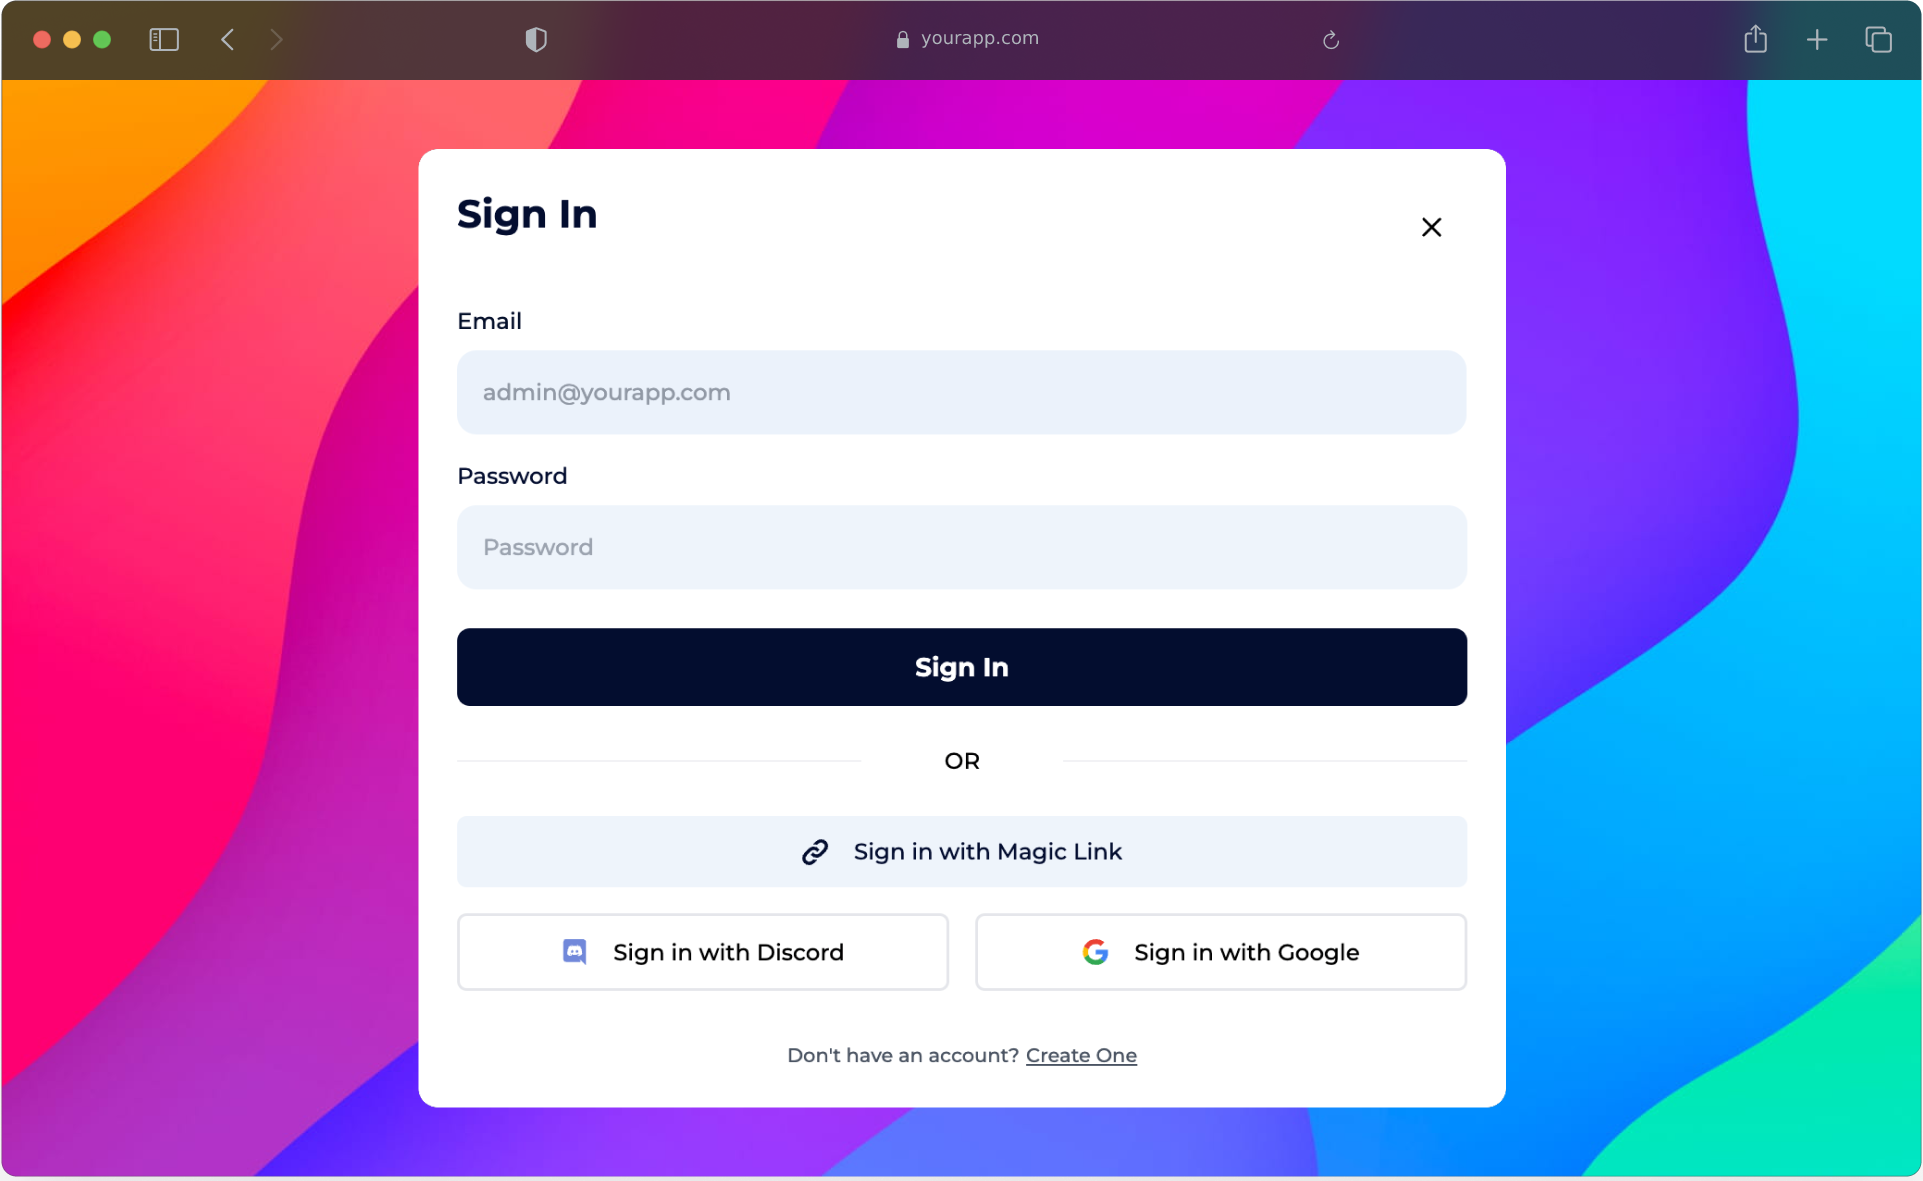 yourapp.com
Sign In
Email
admin@yourapp.com
Password
Password
Sign In
OR
Sign in with Magic Link
Sign in with Discord
Sign in with Google
Don't have an account? Create One